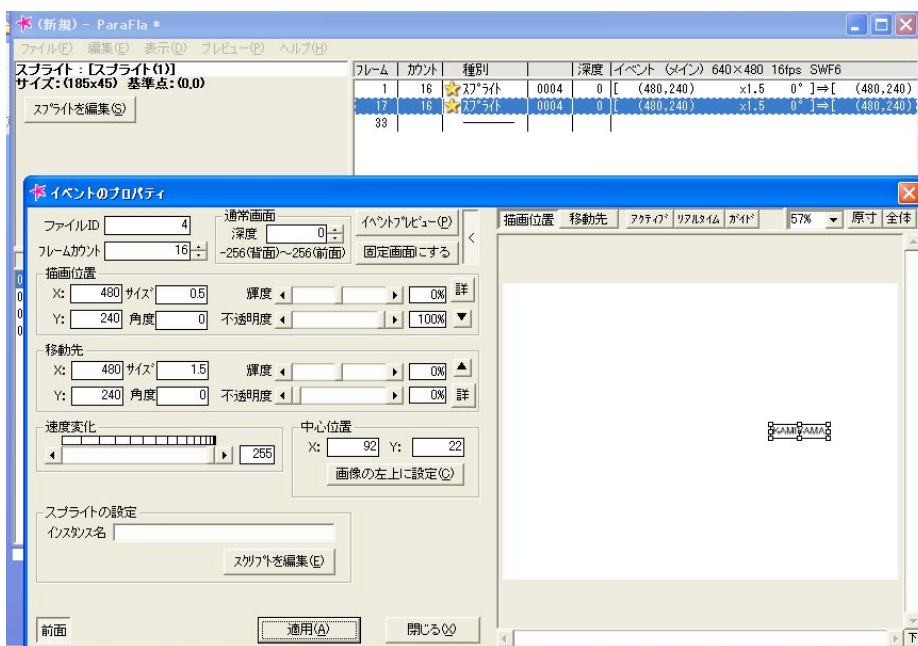 (新規) - ParaFla *
ファイル(F) 編集(E) 表示(D) プレビュー(P) ヘルプ(H)
スプライト:【スプライト(1)】
サイズ:(185x45) 基準点:(0,0)
スプライトを編集(S)
フレーム カウント 種別 深度 イベント (メイン) 640×480 16fps SWF6
1 16 スプライト 0004 0 [ (480,240) ×1.5 0° ]⇒[ (480,240)
17 16 スプライト 0004 0 [ (480,240) ×1.5 0° ]⇒[ (480,240)
33
イベントのプロパティ
ファイルID 4
フレームカウント 16
通常画面
深度 0
-256(背面)~256(前面)
イベントプレビュー(P)
固定画面にする
<
描画位置 移動先 アクティブ リアルタイム ガイド 57% 原寸 全体
描画位置
X: 480 サイズ 0.5 輝度 0% 詳
Y: 240 角度 0 不透明度 100% ▼
移動先
X: 480 サイズ 1.5 輝度 0% ▲
Y: 240 角度 0 不透明度 0% 詳
速度変化
255
中心位置
X: 92 Y: 22
画像の左上に設定(C)
KAMIYAMA
スプライトの設定
インスタンス名
スクリプトを編集(E)
前面 適用(A) 閉じる(X)
下